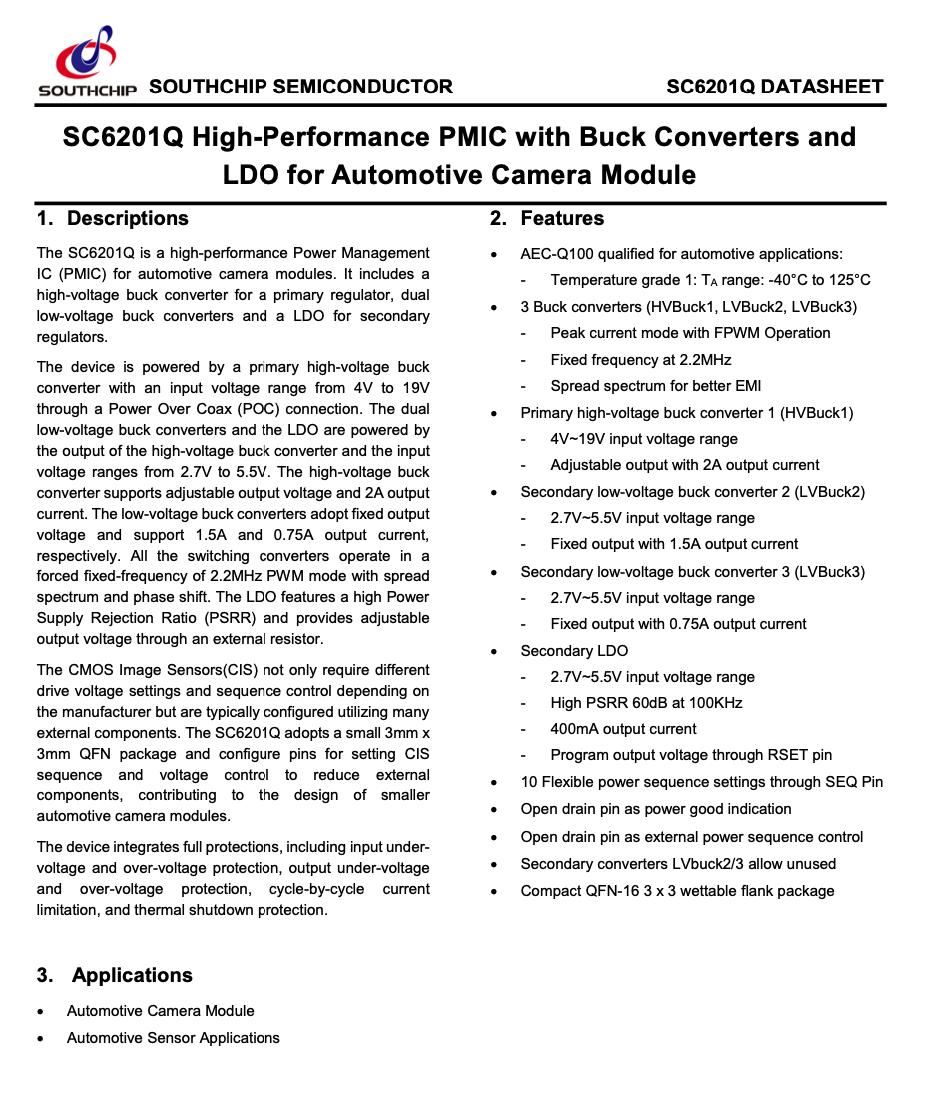 SOUTHCHIP SOUTHCHIP SEMICONDUCTOR SC6201Q DATASHEET
SC6201Q High-Performance PMIC with Buck Converters and
LDO for Automotive Camera Module
1. Descriptions
The SC6201Q is a high-performance Power Management
IC (PMIC) for automotive camera modules. It includes a
high-voltage buck converter for a primary regulator, dual
low-voltage buck converters and a LDO for secondary
regulators.
The device is powered by a primary high-voltage buck
converter with an input voltage range from 4V to 19V
through a Power Over Coax (POC) connection. The dual
low-voltage buck converters and the LDO are powered by
the output of the high-voltage buck converter and the input
voltage ranges from 2.7V to 5.5V. The high-voltage buck
converter supports adjustable output voltage and 2A output
current. The low-voltage buck converters adopt fixed output
voltage and support 1.5A and 0.75A output current,
respectively. All the switching converters operate in a
forced fixed-frequency of 2.2MHz PWM mode with spread
spectrum and phase shift. The LDO features a high Power
Supply Rejection Ratio (PSRR) and provides adjustable
output voltage through an external resistor.
The CMOS Image Sensors(CIS) not only require different
drive voltage settings and sequence control depending on
the manufacturer but are typically configured utilizing many
external components. The SC6201Q adopts a small 3mm x
3mm QFN package and configure pins for setting CIS
sequence and voltage control to reduce external
components, contributing to the design of smaller
automotive camera modules.
The device integrates full protections, including input under-
voltage and over-voltage protection, output under-voltage
and over-voltage protection, cycle-by-cycle current
limitation, and thermal shutdown protection.
3. Applications
• Automotive Camera Module
• Automotive Sensor Applications
2. Features
• AEC-Q100 qualified for automotive applications:
- Temperature grade 1: TA range: -40°C to 125°C
• 3 Buck converters (HVBuck1, LVBuck2, LVBuck3)
- Peak current mode with FPWM Operation
- Fixed frequency at 2.2MHz
- Spread spectrum for better EMI
• Primary high-voltage buck converter 1 (HVBuck1)
- 4V~19V input voltage range
- Adjustable output with 2A output current
• Secondary low-voltage buck converter 2 (LVBuck2)
- 2.7V~5.5V input voltage range
- Fixed output with 1.5A output current
• Secondary low-voltage buck converter 3 (LVBuck3)
- 2.7V~5.5V input voltage range
- Fixed output with 0.75A output current
• Secondary LDO
- 2.7V~5.5V input voltage range
- High PSRR 60dB at 100KHz
- 400mA output current
- Program output voltage through RSET pin
• 10 Flexible power sequence settings through SEQ Pin
• Open drain pin as power good indication
• Open drain pin as external power sequence control
• Secondary converters LVbuck2/3 allow unused
• Compact QFN-16 3 x 3 wettable flank package